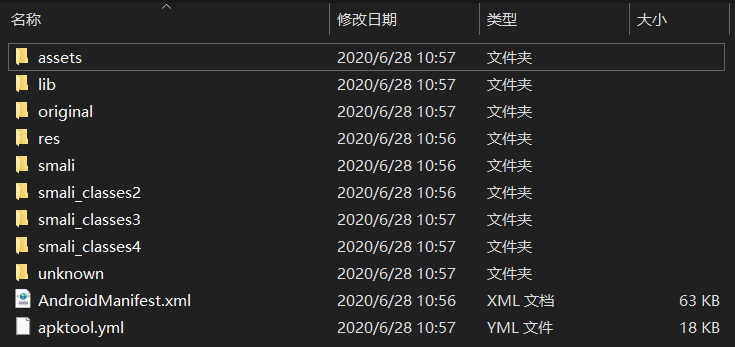 名称 修改日期 类型 大小
assets 2020/6/28 10:57 文件夹
lib 2020/6/28 10:57 文件夹
original 2020/6/28 10:57 文件夹
res 2020/6/28 10:56 文件夹
smali 2020/6/28 10:56 文件夹
smali_classes2 2020/6/28 10:56 文件夹
smali_classes3 2020/6/28 10:57 文件夹
smali_classes4 2020/6/28 10:57 文件夹
unknown 2020/6/28 10:57 文件夹
AndroidManifest.xml 2020/6/28 10:56 XML 文档 63 KB
apktool.yml 2020/6/28 10:57 YML 文件 18 KB